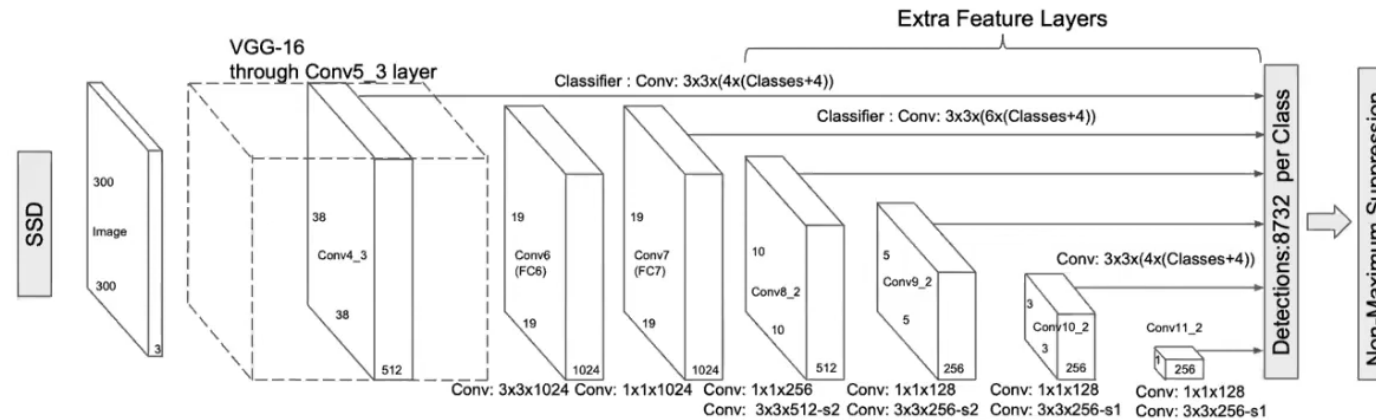 Extra Feature Layers
VGG-16
through Conv5_3 layer
Classifier : Conv: 3x3x(4x(Classes+4))
Classifier : Conv: 3x3x(6x(Classes+4))
SSD
300
Image
300
3
38
Conv4_3
38
512
19
Conv6
(FC6)
19
1024
19
Conv7
(FC7)
19
1024
10
Conv8_2
10
512
5
Conv9_2
5
256
Conv: 3x3x(4x(Classes+4))
3
Conv10_2
3
256
Conv11_2
1
256
Detections:8732 per Class
Non-Maximum Suppression
Conv: 3x3x1024
Conv: 1x1x1024
Conv: 1x1x256
Conv: 3x3x512-s2
Conv: 1x1x128
Conv: 3x3x256-s2
Conv: 1x1x128
Conv: 3x3x256-s1
Conv: 1x1x128
Conv: 3x3x256-s1